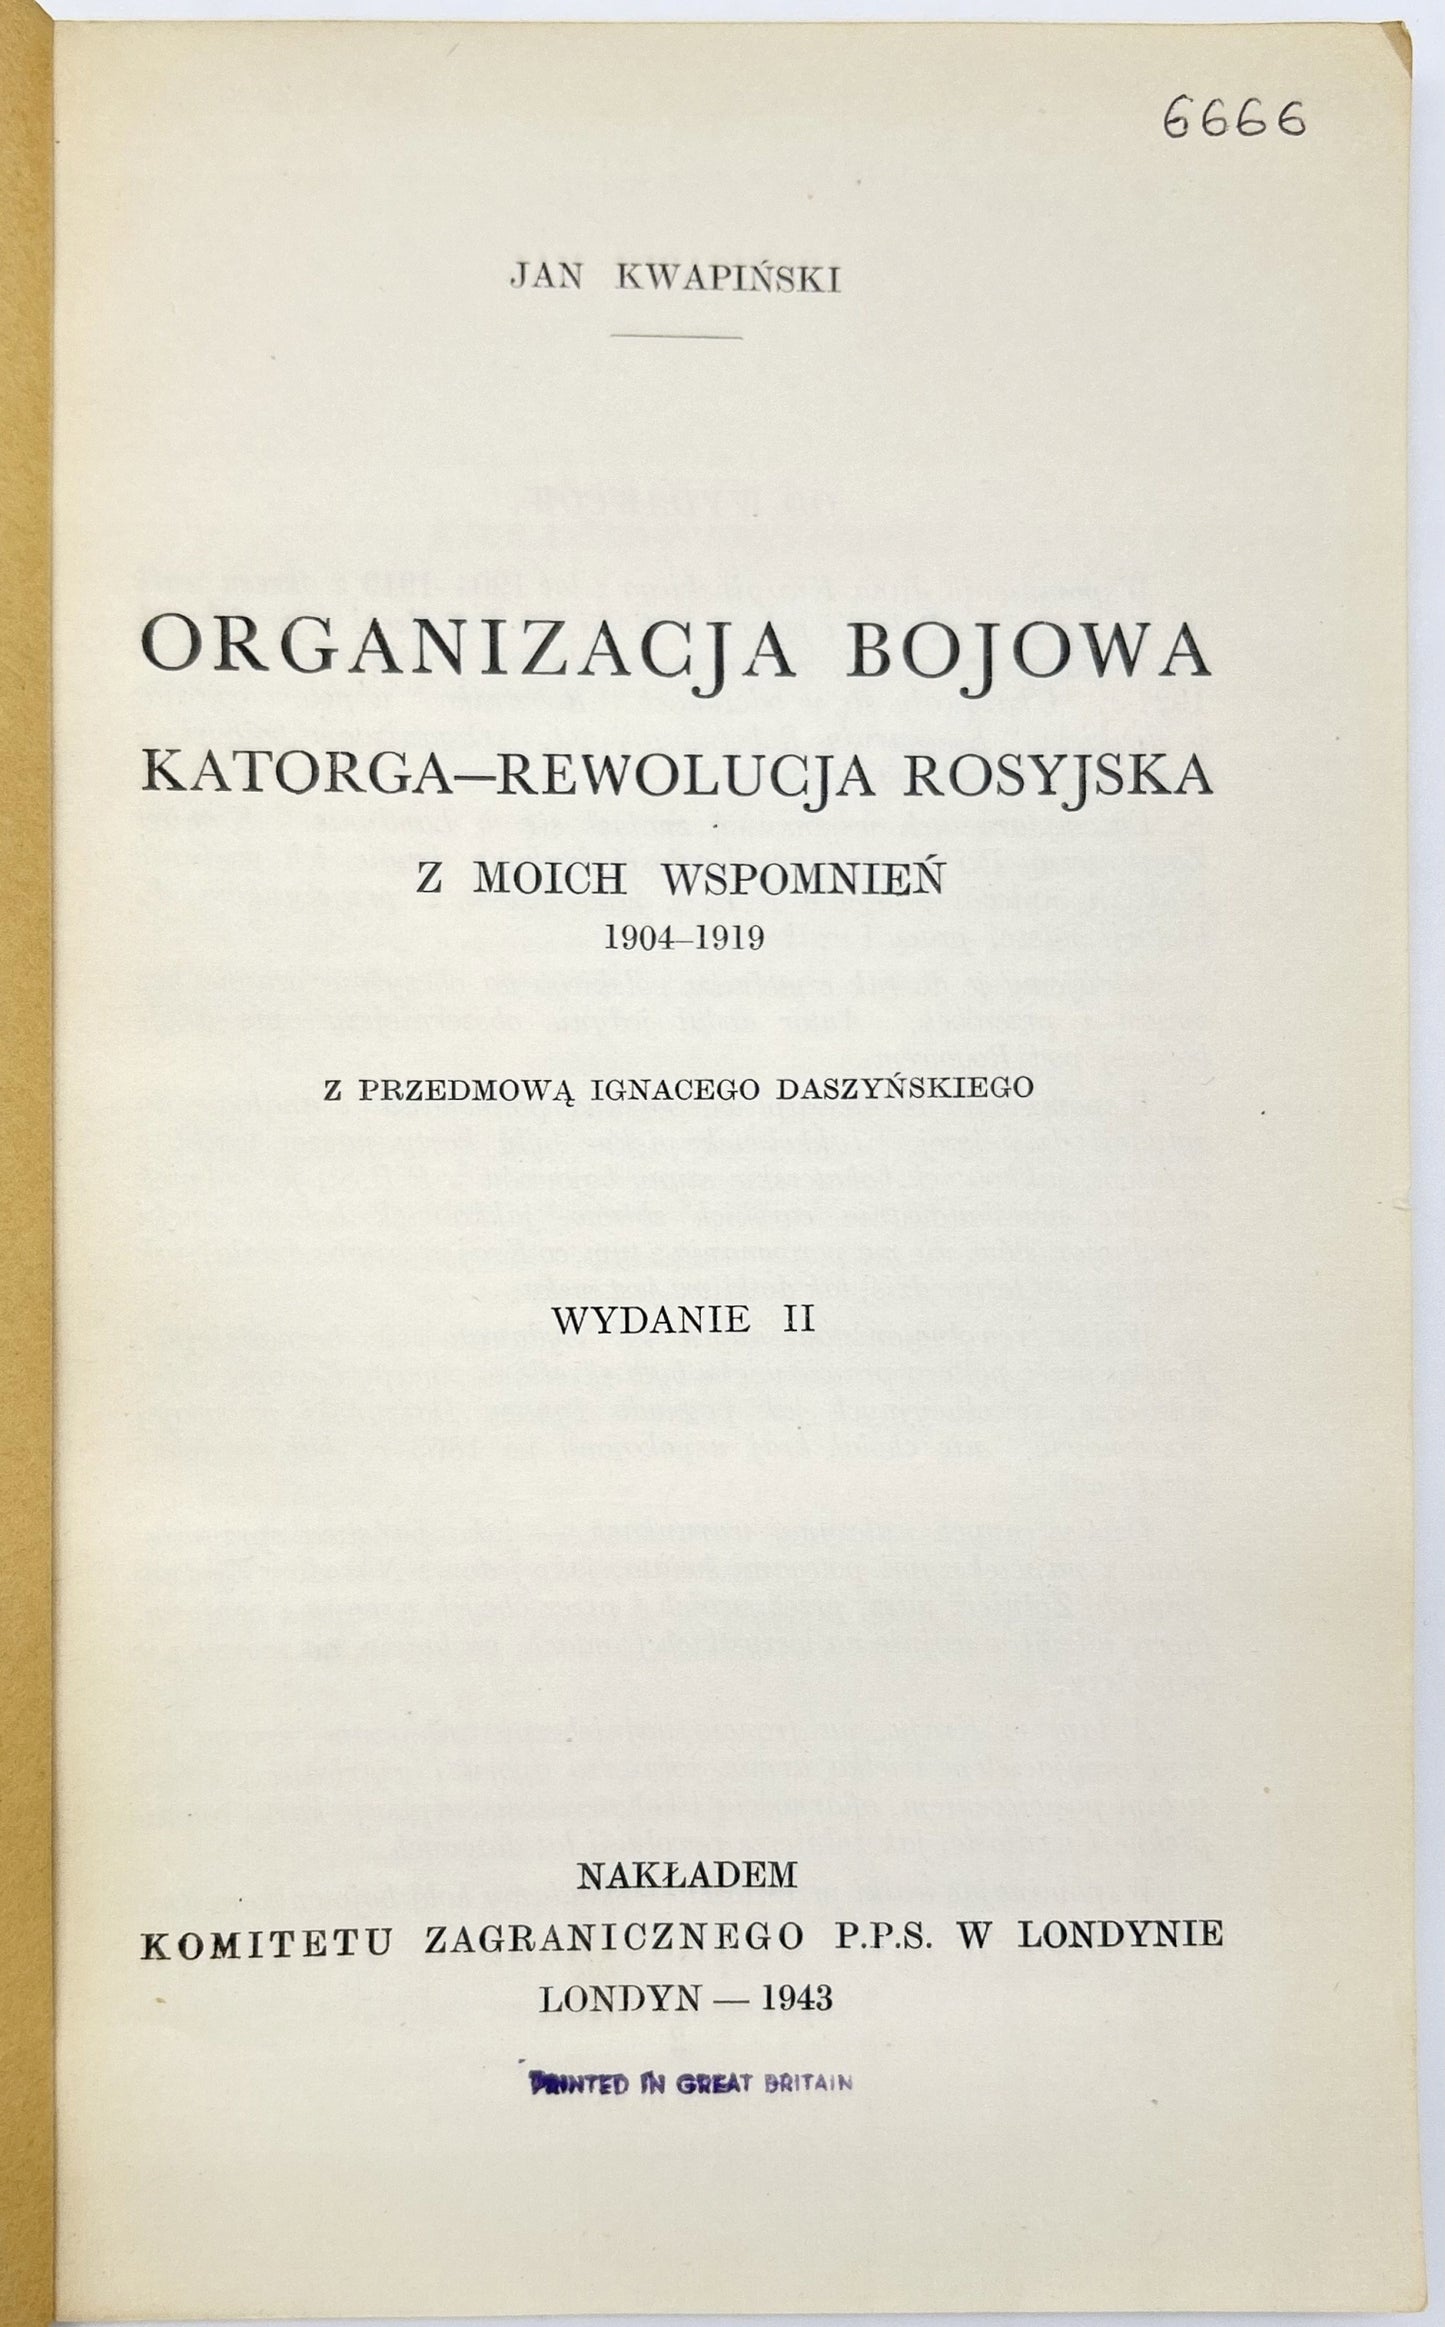 6666
JAN KWAPIŃSKI
ORGANIZACJA BOJOWA
KATORGA—REWOLUCJA ROSYJSKA
Z MOICH WSPOMNIEŃ
1904–1919
Z PRZEDMOWĄ IGNACEGO DASZYŃSKIEGO
WYDANIE II
NAKŁADEM
KOMITETU ZAGRANICZNEGO P.P.S. W LONDYNIE
LONDYN — 1943
PRINTED IN GREAT BRITAIN